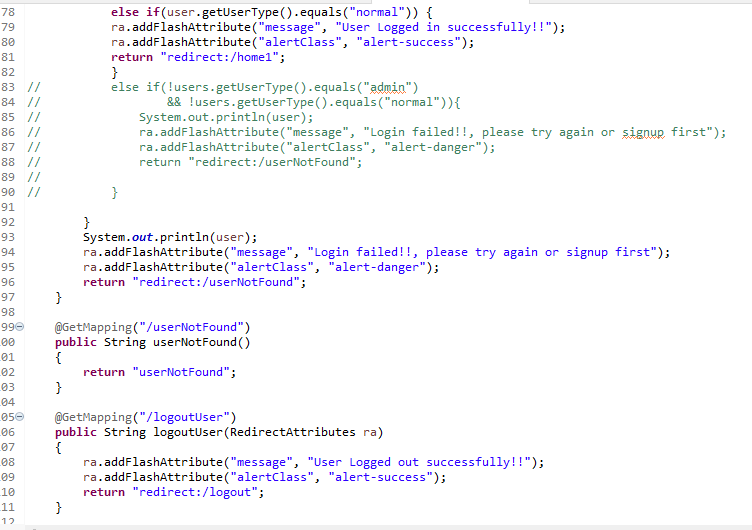 78 else if(user.getUserType().equals("normal")) {
79 ra.addFlashAttribute("message", "User Logged in successfully!!");
80 ra.addFlashAttribute("alertClass", "alert-success");
81 return "redirect:/home1";
82 }
83 // else if(!users.getUserType().equals("admin")
84 // && !users.getUserType().equals("normal")){
85 // System.out.println(user);
86 // ra.addFlashAttribute("message", "Login failed!!, please try again or signup first");
87 // ra.addFlashAttribute("alertClass", "alert-danger");
88 // return "redirect:/userNotFound";
89 //
90 // }
91
92 }
93 System.out.println(user);
94 ra.addFlashAttribute("message", "Login failed!!, please try again or signup first");
95 ra.addFlashAttribute("alertClass", "alert-danger");
96 return "redirect:/userNotFound";
97 }
98
99 @GetMapping("/userNotFound")
00 public String userNotFound()
01 {
02 return "userNotFound";
03 }
04
05 @GetMapping("/logoutUser")
06 public String logoutUser(RedirectAttributes ra)
07 {
08 ra.addFlashAttribute("message", "User Logged out successfully!!");
09 ra.addFlashAttribute("alertClass", "alert-success");
10 return "redirect:/logout";
11 }
12